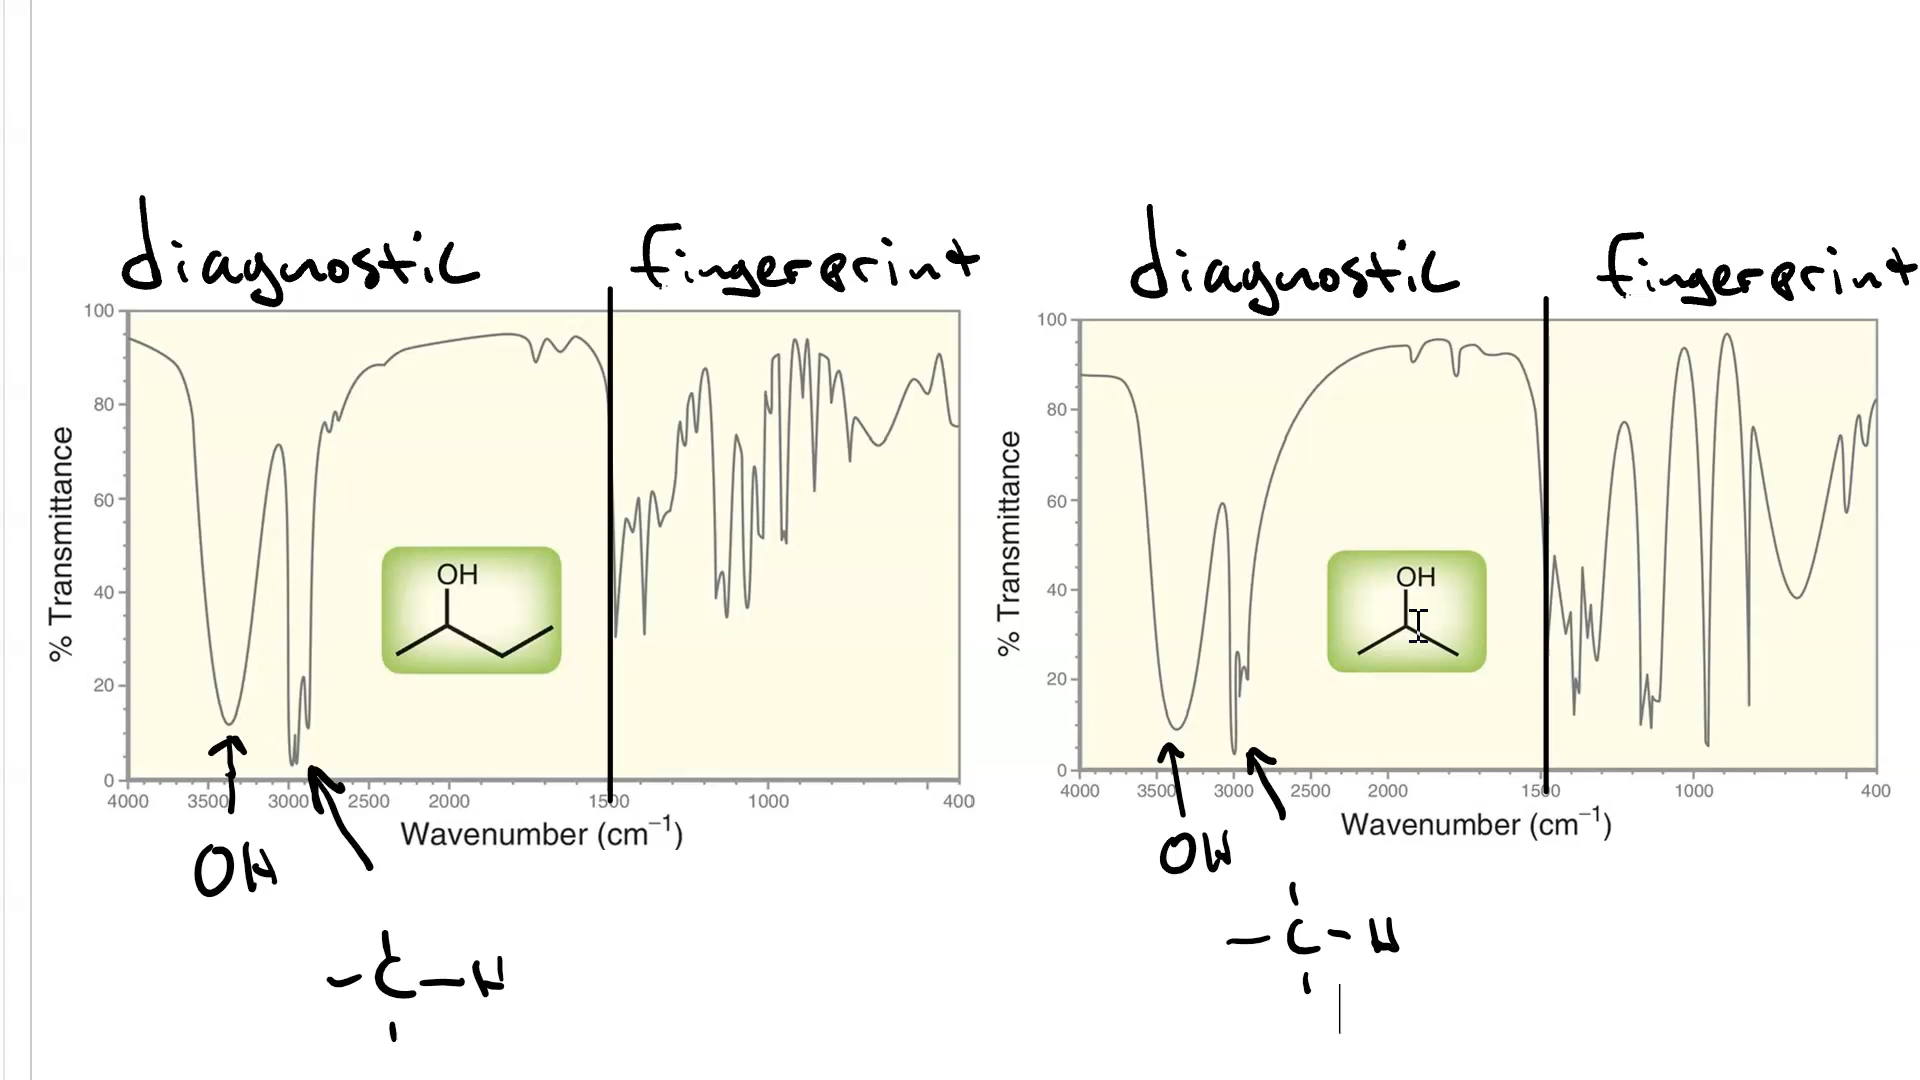 diagnostic fingerprint
100
80
60
40
20
0
% Transmittance
OH
4000 3500 3000 2500 2000 1500 1000 400
Wavenumber (cm⁻¹)
OH
-C-H
diagnostic fingerprint
100
80
60
40
20
0
% Transmittance
OH
4000 3500 3000 2500 2000 1500 1000 400
Wavenumber (cm⁻¹)
OH
-C-H